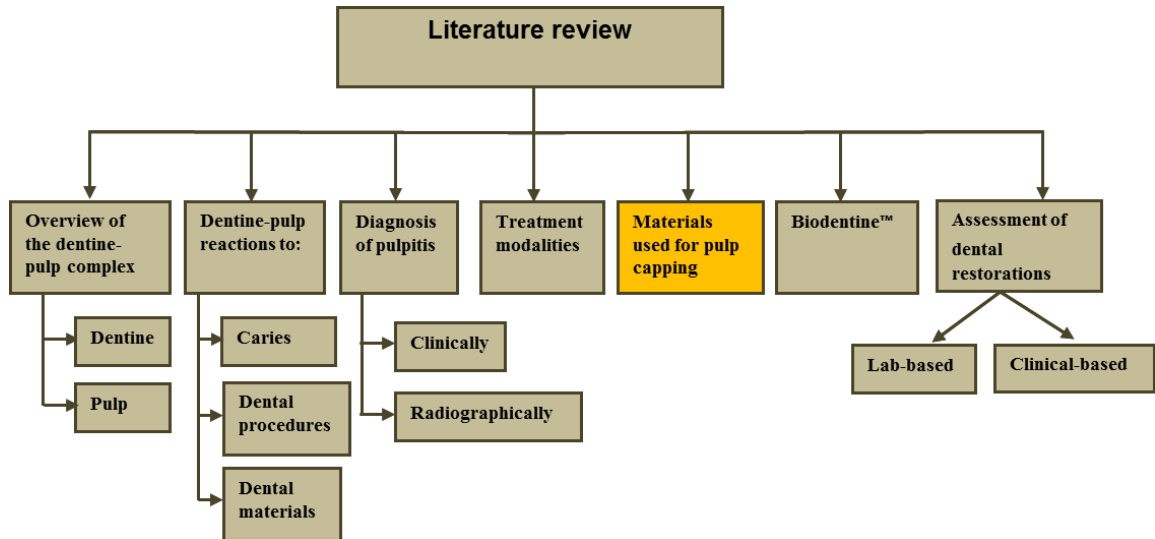 Literature review
Overview of
the dentine-
pulp complex
Dentine-pulp
reactions to:
Diagnosis
of pulpitis
Treatment
modalities
Materials
used for pulp
capping
Biodentine™
Assessment of
dental
restorations
Dentine
Pulp
Caries
Dental
procedures
Dental
materials
Clinically
Radiographically
Lab-based
Clinical-based